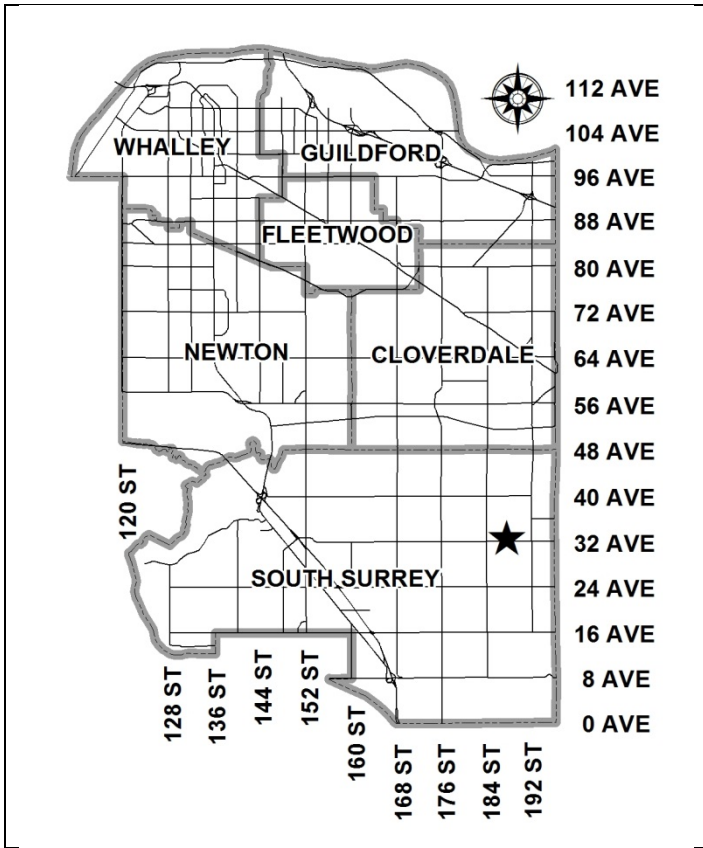 112 AVE
104 AVE
WHALLEY
GUILDFORD
96 AVE
88 AVE
FLEETWOOD
80 AVE
72 AVE
NEWTON
CLOVERDALE
64 AVE
56 AVE
48 AVE
40 AVE
120 ST
32 AVE
SOUTH SURREY
24 AVE
16 AVE
8 AVE
0 AVE
128 ST
136 ST
144 ST
152 ST
160 ST
168 ST
176 ST
184 ST
192 ST